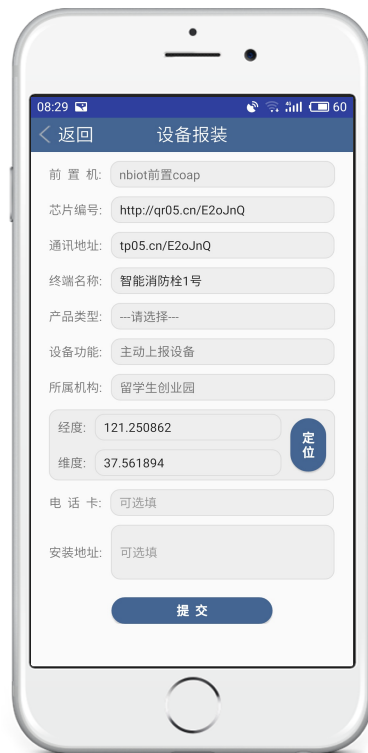 08:29 60
返回 设备报装
前 置 机: nbiot前置coap
芯片编号: http://qr05.cn/E2oJnQ
通讯地址: tp05.cn/E2oJnQ
终端名称: 智能消防栓1号
产品类型: ---请选择---
设备功能: 主动上报设备
所属机构: 留学生创业园
经度: 121.250862
维度: 37.561894
定位
电 话 卡: 可选填
安装地址: 可选填
提 交